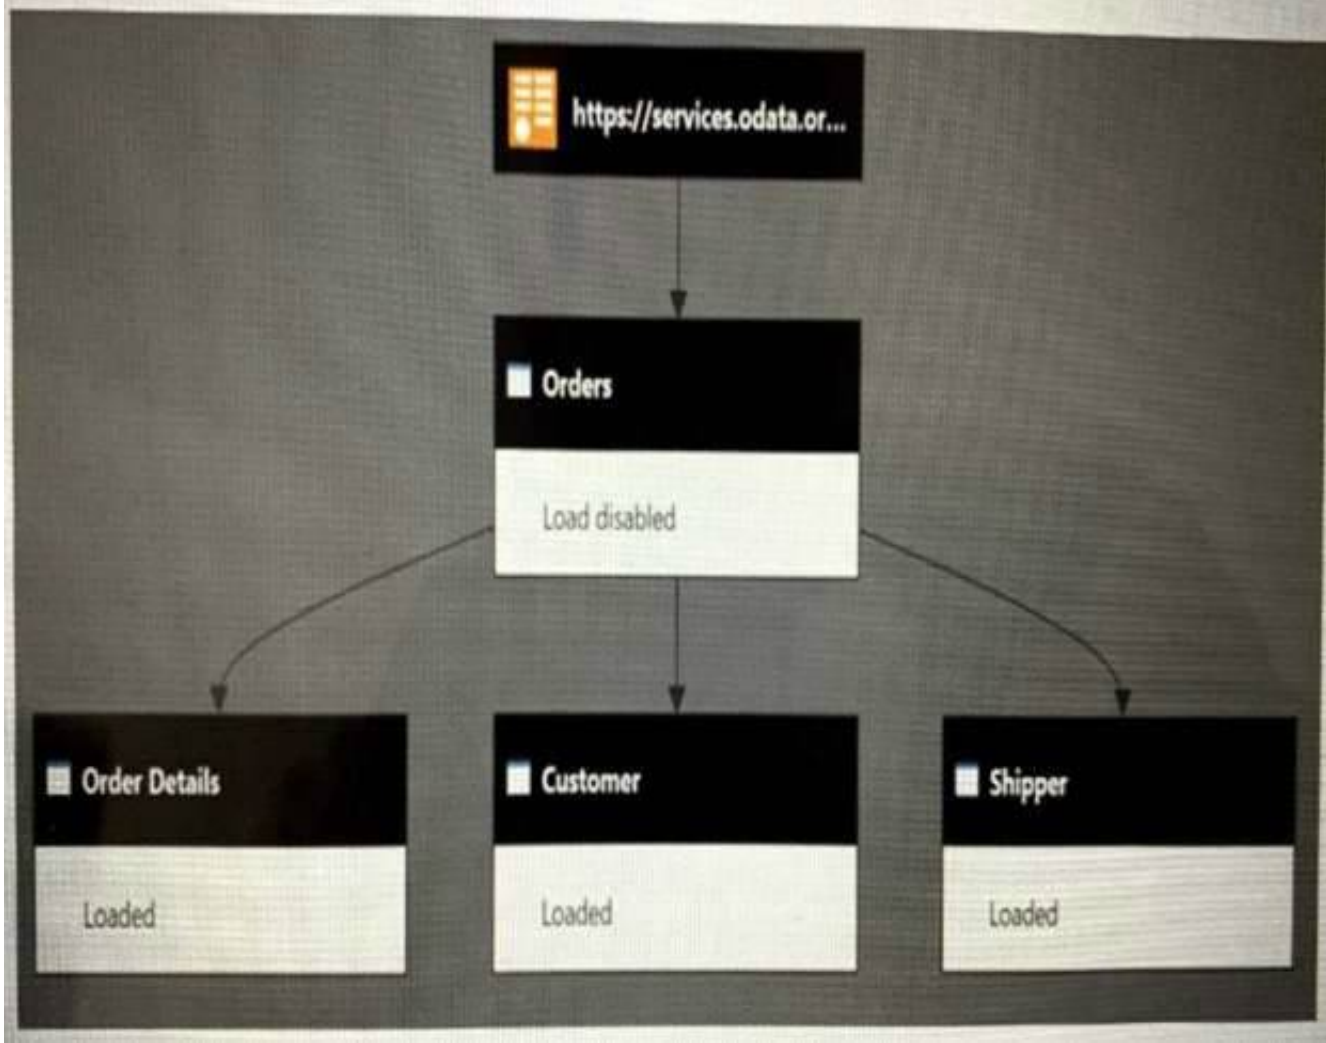 https://services.odata.or...
Orders
Load disabled
Order Details
Customer
Shipper
Loaded
Loaded
Loaded